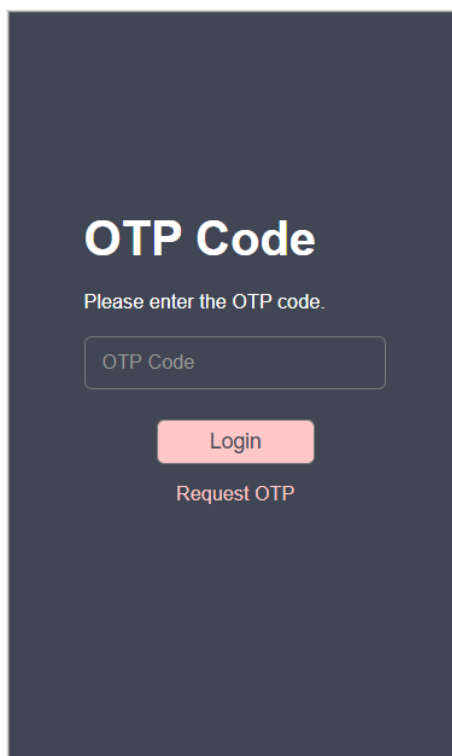 OTP Code
Please enter the OTP code.
OTP Code
Login
Request OTP